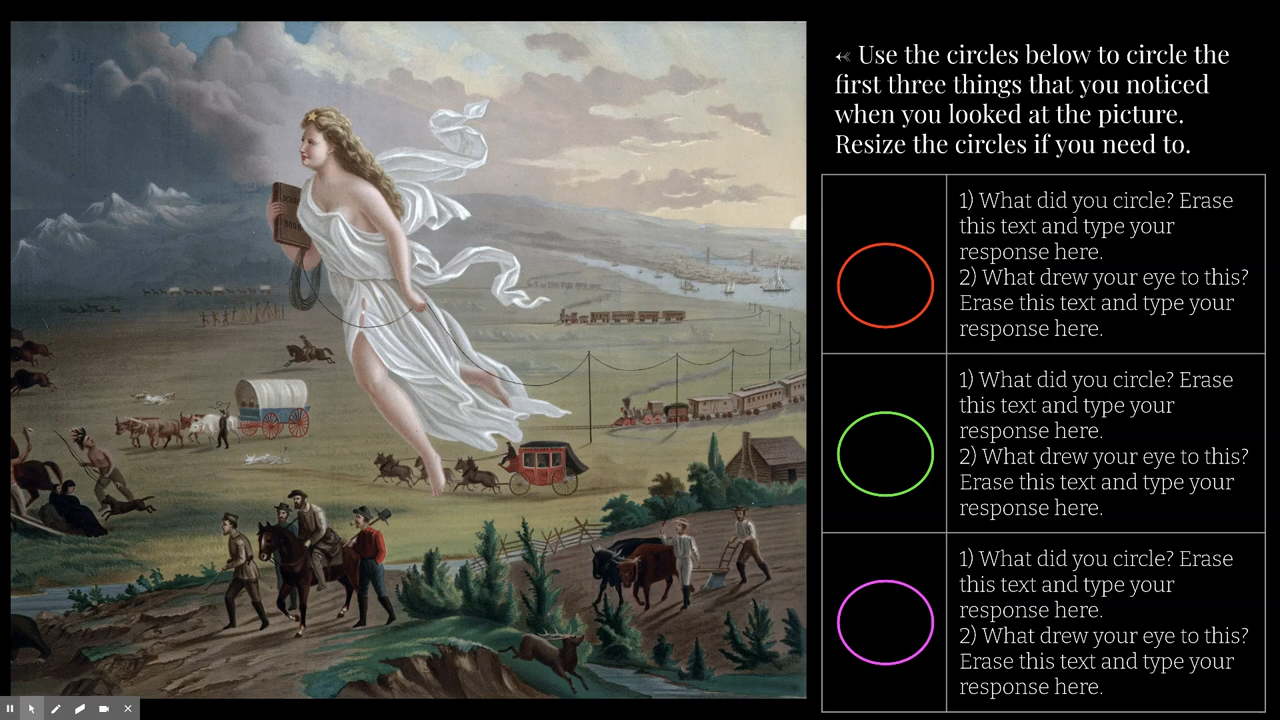 Use the circles below to circle the
first three things that you noticed
when you looked at the picture.
Resize the circles if you need to.
1) What did you circle? Erase
this text and type your
response here.
2) What drew your eye to this?
Erase this text and type your
response here.
1) What did you circle? Erase
this text and type your
response here.
2) What drew your eye to this?
Erase this text and type your
response here.
1) What did you circle? Erase
this text and type your
response here.
2) What drew your eye to this?
Erase this text and type your
response here.